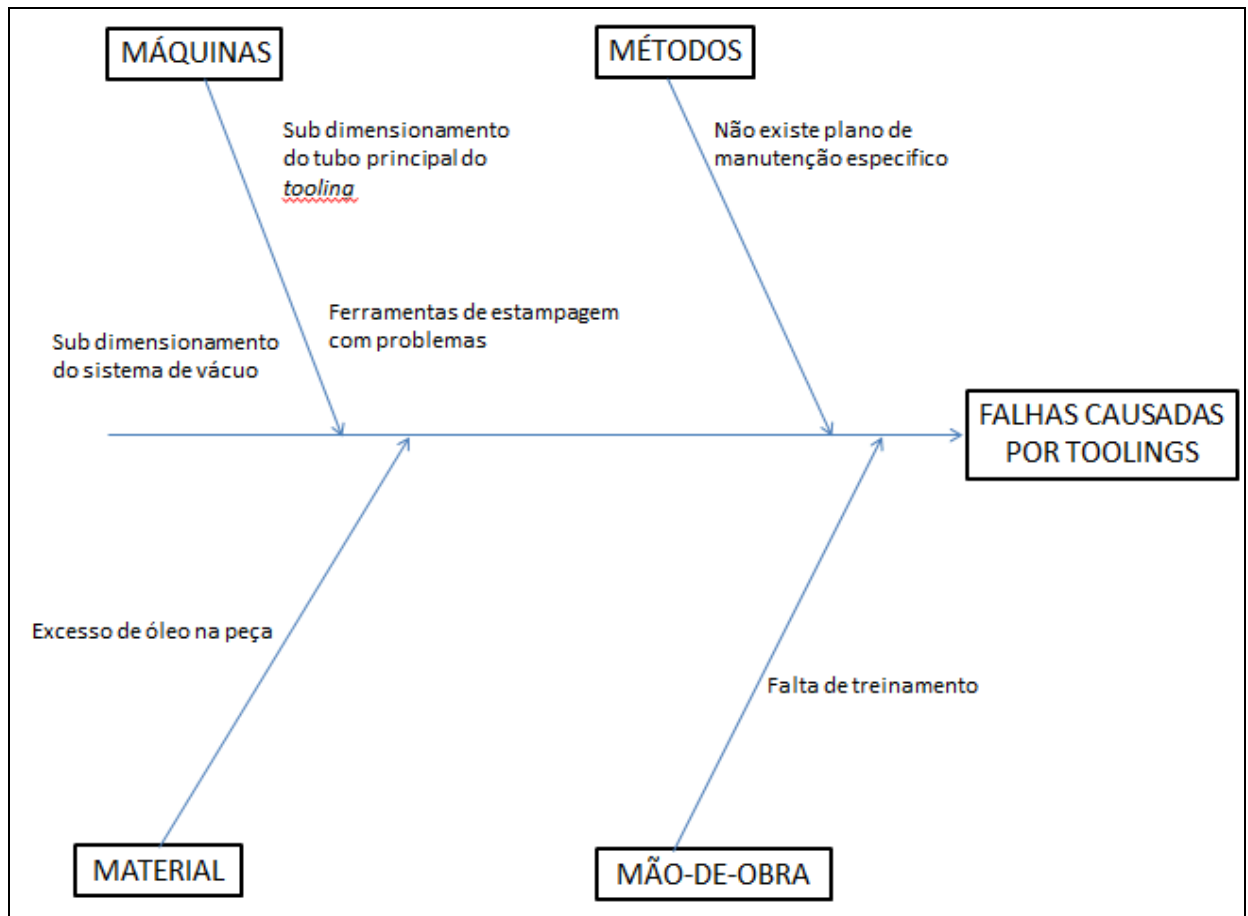 MÁQUINAS
MÉTODOS
Sub dimensionamento
do tubo principal do
tooling
Não existe plano de
manutenção especifico
Ferramentas de estampagem
com problemas
Sub dimensionamento
do sistema de vácuo
FALHAS CAUSADAS
POR TOOLINGS
Excesso de óleo na peça
Falta de treinamento
MATERIAL
MÃO-DE-OBRA